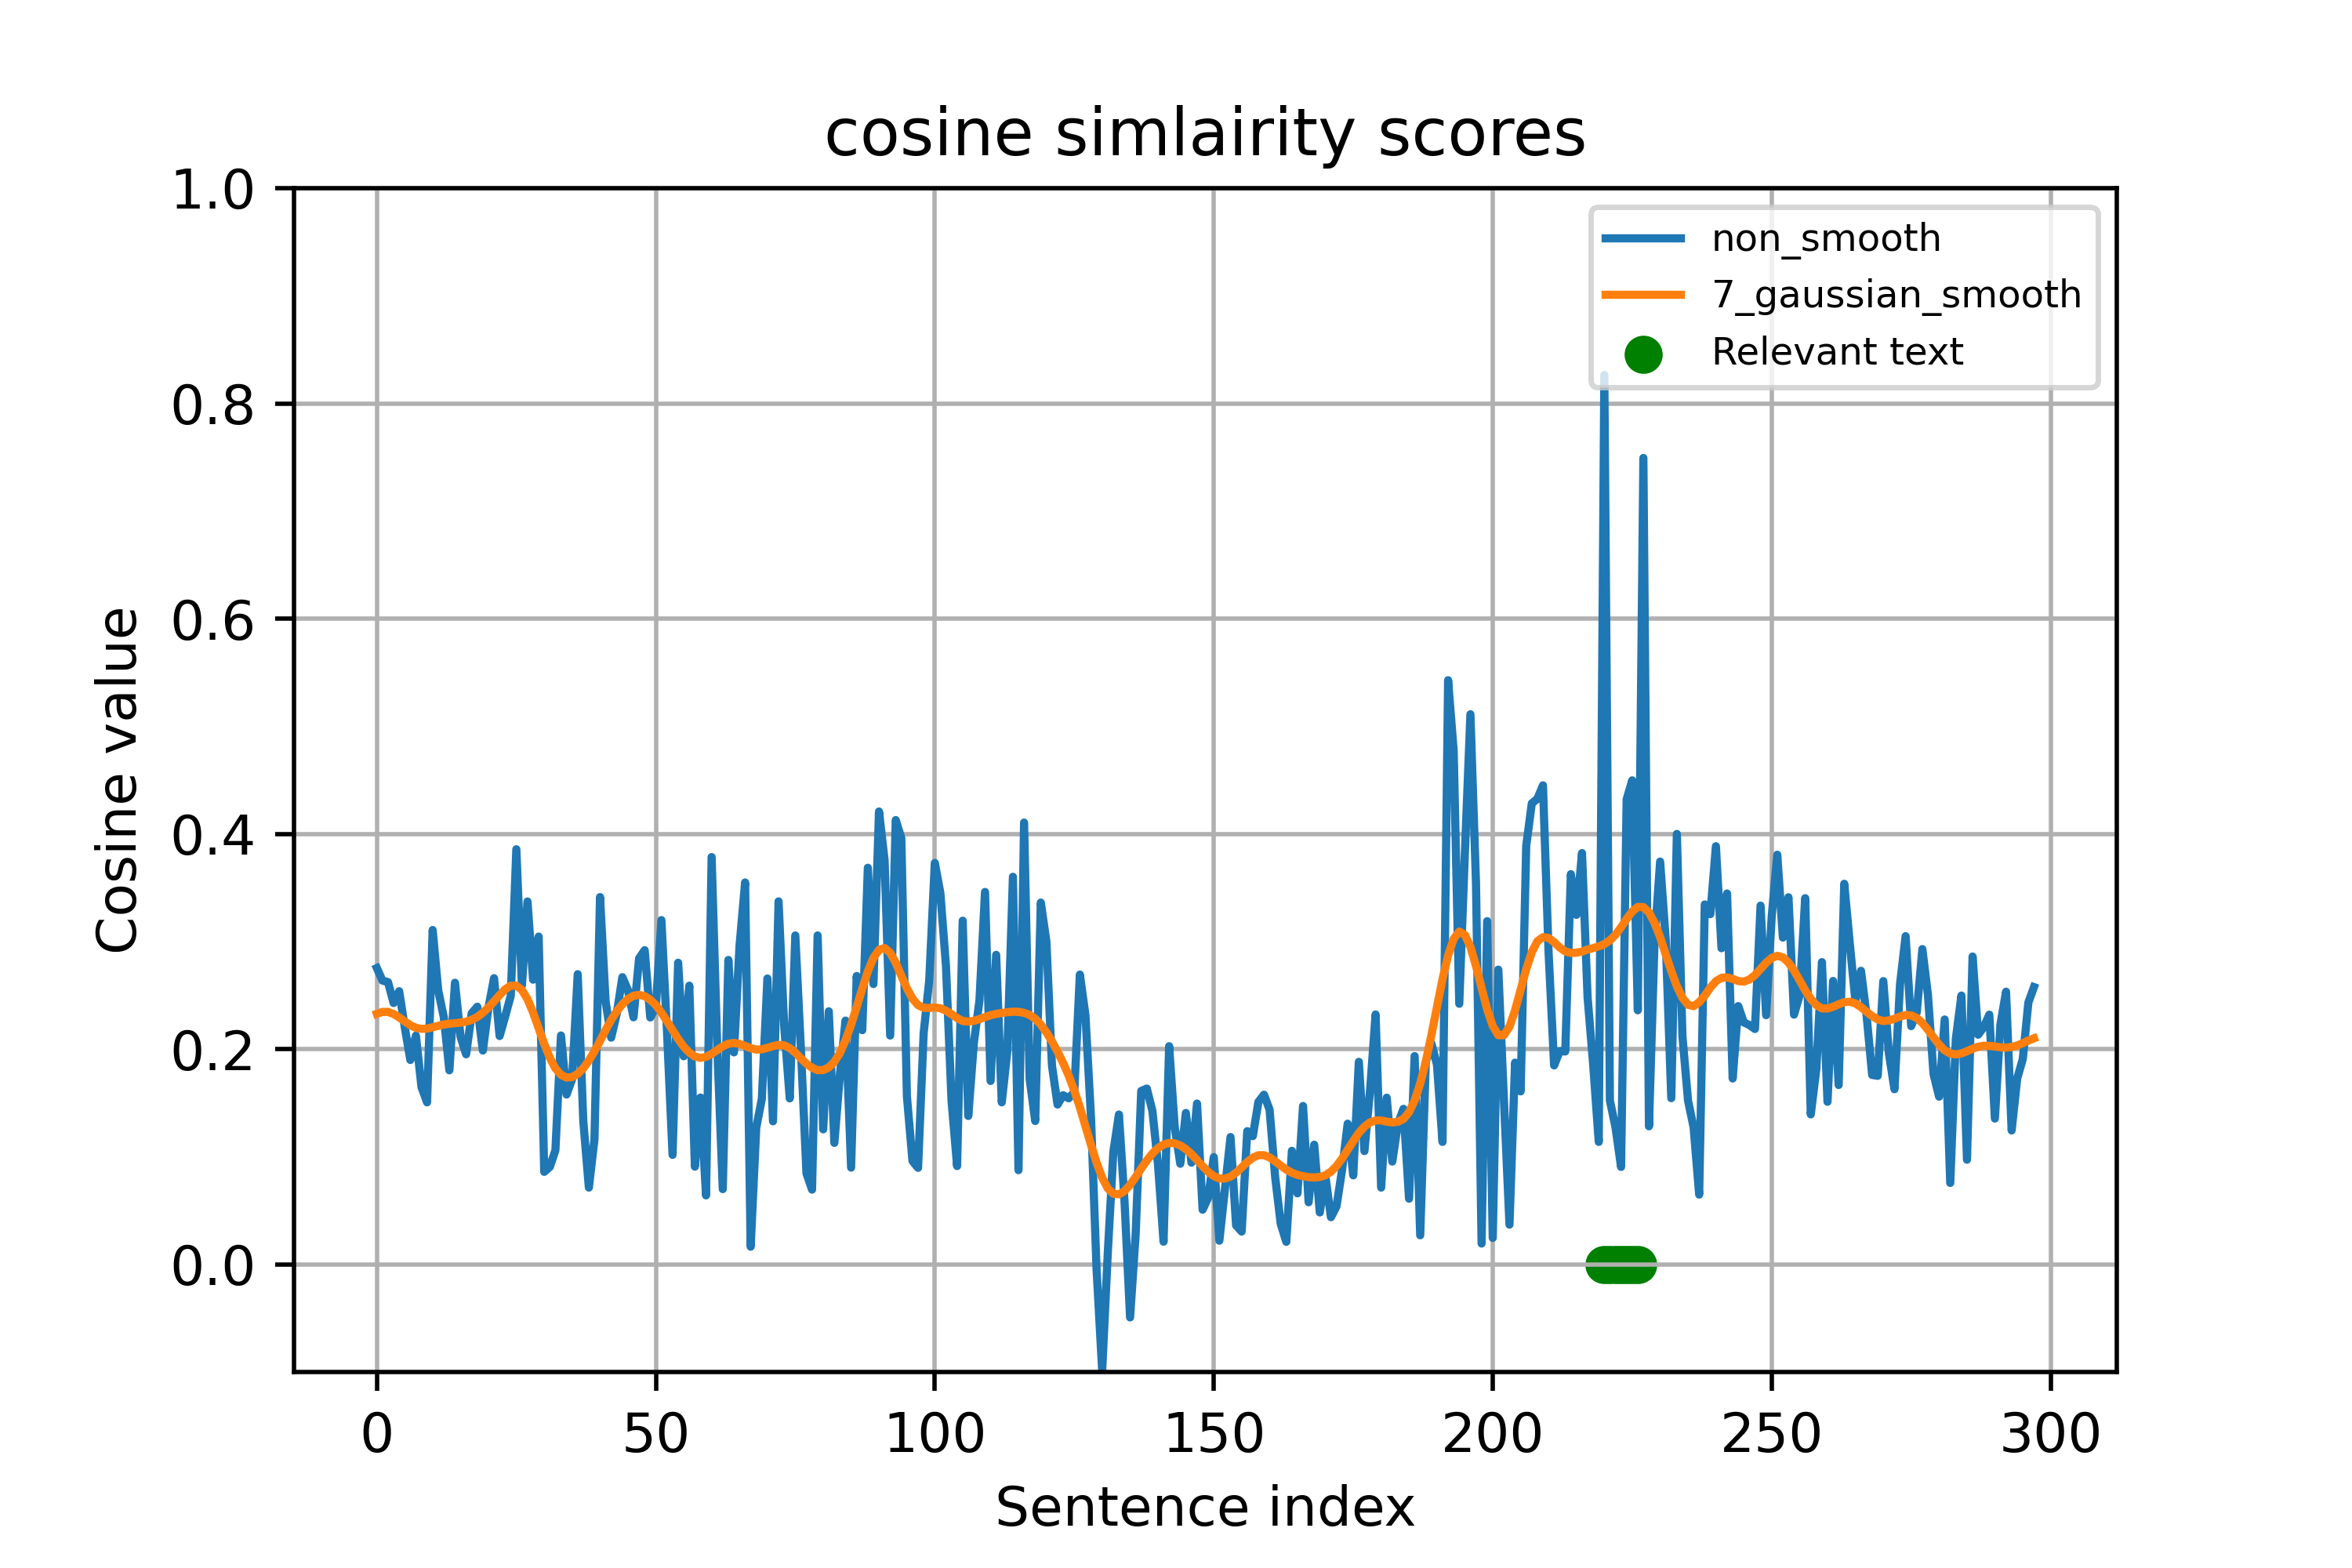 cosine simlairity scores
1.0
0.8
0.6
0.4
0.2
0.0
Cosine value
non_smooth
7_gaussian_smooth
Relevant text
0 50 100 150 200 250 300
Sentence index